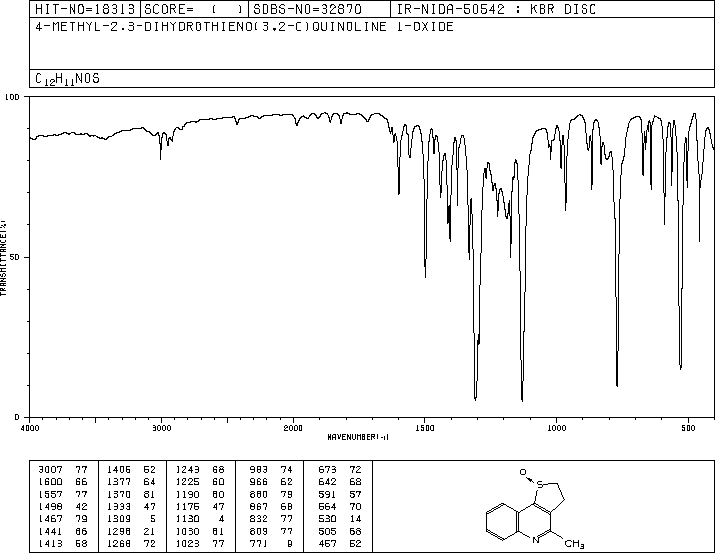 HIT-NO=18313 SCORE= ( ) SDBS-NO=32870 IR-NIDA-50542 : KBR DISC
4-METHYL-2.3-DIHYDROTHIENO(3.2-C)QUINOLINE 1-OXIDE
C12H11NOS
100
50
0
TRANSMITTANCE(%)
4000 3000 2000 1500 1000 500
WAVENUMBER(-1)
3007 77 1406 52 1249 68 983 74 673 72
1600 66 1377 64 1225 60 966 62 642 68
1557 77 1370 81 1190 60 880 79 591 57
1498 42 1333 47 1175 47 867 68 564 70
1467 79 1309 5 1130 4 832 77 530 14
1441 66 1298 21 1030 81 809 77 505 68
1413 58 1268 72 1023 77 771 9 457 52
O
S
N
CH3